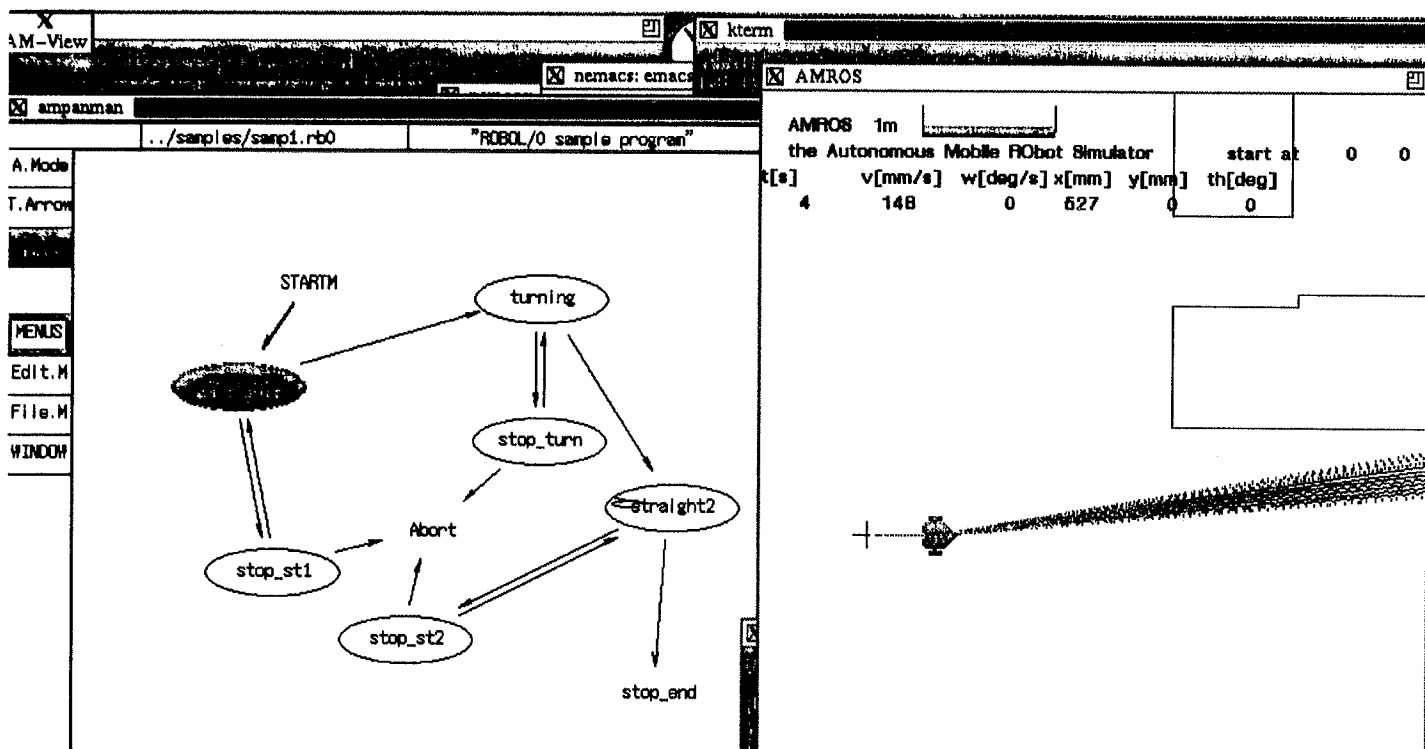 X
AM-View
kterm
nemacs: emacs
AMROS
ampanman
../samples/samp1.rb0 "ROBOL/0 sample program"
AMROS 1m
the Autonomous Mobile RObot Simulator start at 0 0
t[s] v[mm/s] w[deg/s] x[mm] y[mm] th[deg]
4 148 0 527 0 0
A.Mode
T.Arrow
MENUS
Edit.M
File.M
WINDOW
STARTM
turning
stop_turn
straight2
Abort
stop_st1
stop_st2
stop_end